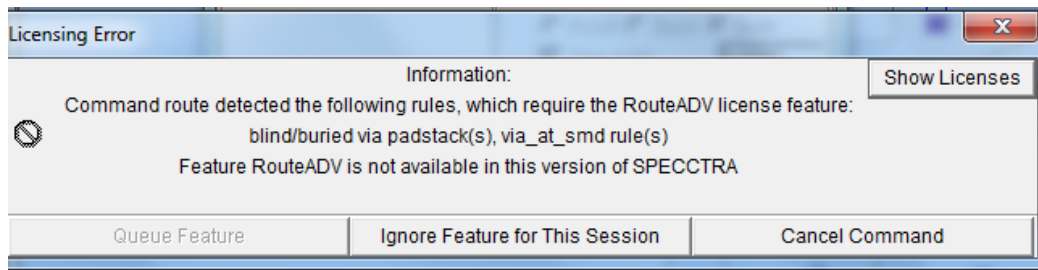 Licensing Error
X
Information:
Show Licenses
Command route detected the following rules, which require the RouteADV license feature:
blind/buried via padstack(s), via_at_smd rule(s)
Feature RouteADV is not available in this version of SPECCTRA
Queue Feature
Ignore Feature for This Session
Cancel Command